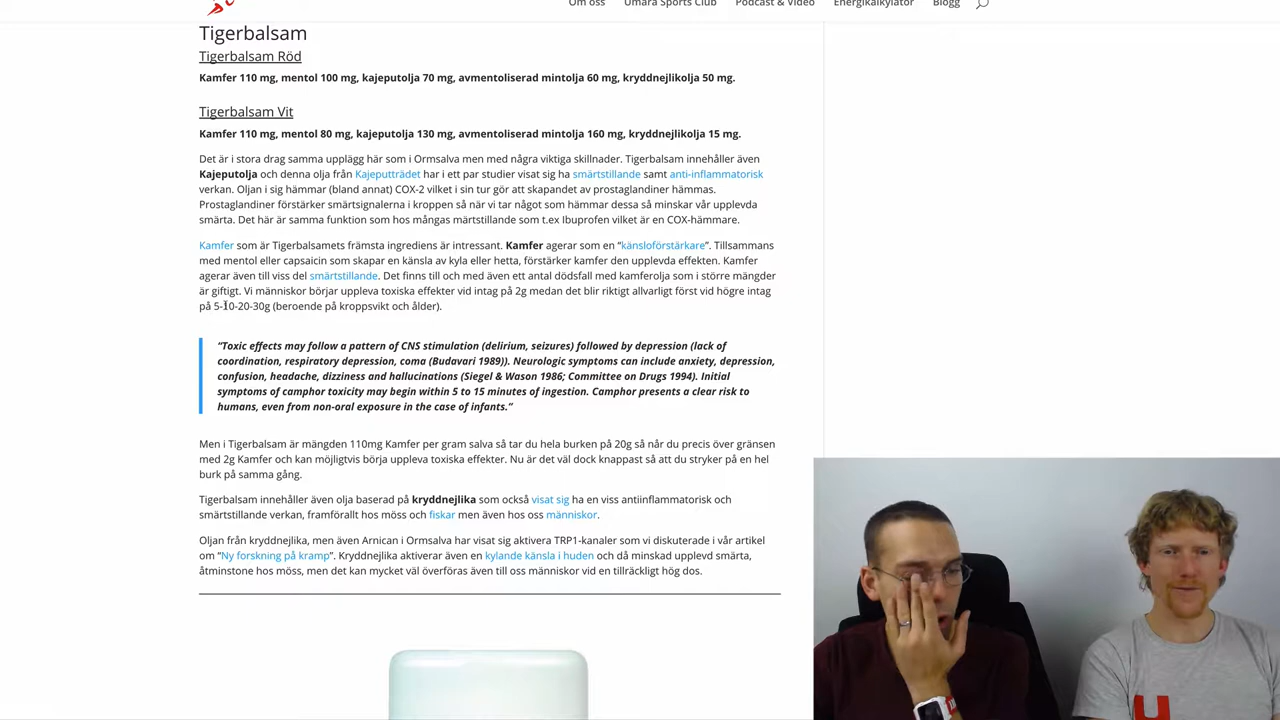 Om oss Umara Sports Club Podcast & Video Energikalkylator Blogg
Tigerbalsam
Tigerbalsam Röd
Kamfer 110 mg, mentol 100 mg, kajeputolja 70 mg, avmentoliserad mintolja 60 mg, kryddnejlikolja 50 mg.
Tigerbalsam Vit
Kamfer 110 mg, mentol 80 mg, kajeputolja 130 mg, avmentoliserad mintolja 160 mg, kryddnejlikolja 15 mg.
Det är i stora drag samma upplägg här som i Ormsalva men med några viktiga skillnader. Tigerbalsam innehåller även
Kajeputolja och denna olja från Kajeputträdet har i ett par studier visat sig ha smärtstillande samt anti-inflammatorisk
verkan. Oljan i sig hämmar (bland annat) COX-2 vilket i sin tur gör att skapandet av prostaglandiner hämmas.
Prostaglandiner förstärker smärtsignalerna i kroppen så när vi tar något som hämmar dessa så minskar vår upplevda
smärta. Det här är samma funktion som hos mångas märtstillande som t.ex Ibuprofen vilket är en COX-hämmare.
Kamfer som är Tigerbalsamets främsta ingrediens är intressant. Kamfer agerar som en “känsloförstärkare”. Tillsammans
med mentol eller capsaicin som skapar en känsla av kyla eller hetta, förstärker kamfer den upplevda effekten. Kamfer
agerar även till viss del smärtstillande. Det finns till och med även ett antal dödsfall med kamferolja som i större mängder
är giftigt. Vi människor börjar uppleva toxiska effekter vid intag på 2g medan det blir riktigt allvarligt först vid högre intag
på 5-10-20-30g (beroende på kroppsvikt och ålder).
“Toxic effects may follow a pattern of CNS stimulation (delirium, seizures) followed by depression (lack of
coordination, respiratory depression, coma (Budavari 1989)). Neurologic symptoms can include anxiety, depression,
confusion, headache, dizziness and hallucinations (Siegel & Wason 1986; Committee on Drugs 1994). Initial
symptoms of camphor toxicity may begin within 5 to 15 minutes of ingestion. Camphor presents a clear risk to
humans, even from non-oral exposure in the case of infants.”
Men i Tigerbalsam är mängden 110mg Kamfer per gram salva så tar du hela burken på 20g så når du precis över gränsen
med 2g Kamfer och kan möjligtvis börja uppleva toxiska effekter. Nu är det väl dock knappast så att du stryker på en hel
burk på samma gång.
Tigerbalsam innehåller även olja baserad på kryddnejlika som också visat sig ha en viss antiinflammatorisk och
smärtstillande verkan, framförallt hos möss och fiskar men även hos oss människor.
Oljan från kryddnejlika, men även Arnican i Ormsalva har visat sig aktivera TRP1-kanaler som vi diskuterade i vår artikel
om “Ny forskning på kramp”. Kryddnejlika aktiverar även en kylande känsla i huden och då minskad upplevd smärta,
åtminstone hos möss, men det kan mycket väl överföras även till oss människor vid en tillräckligt hög dos.